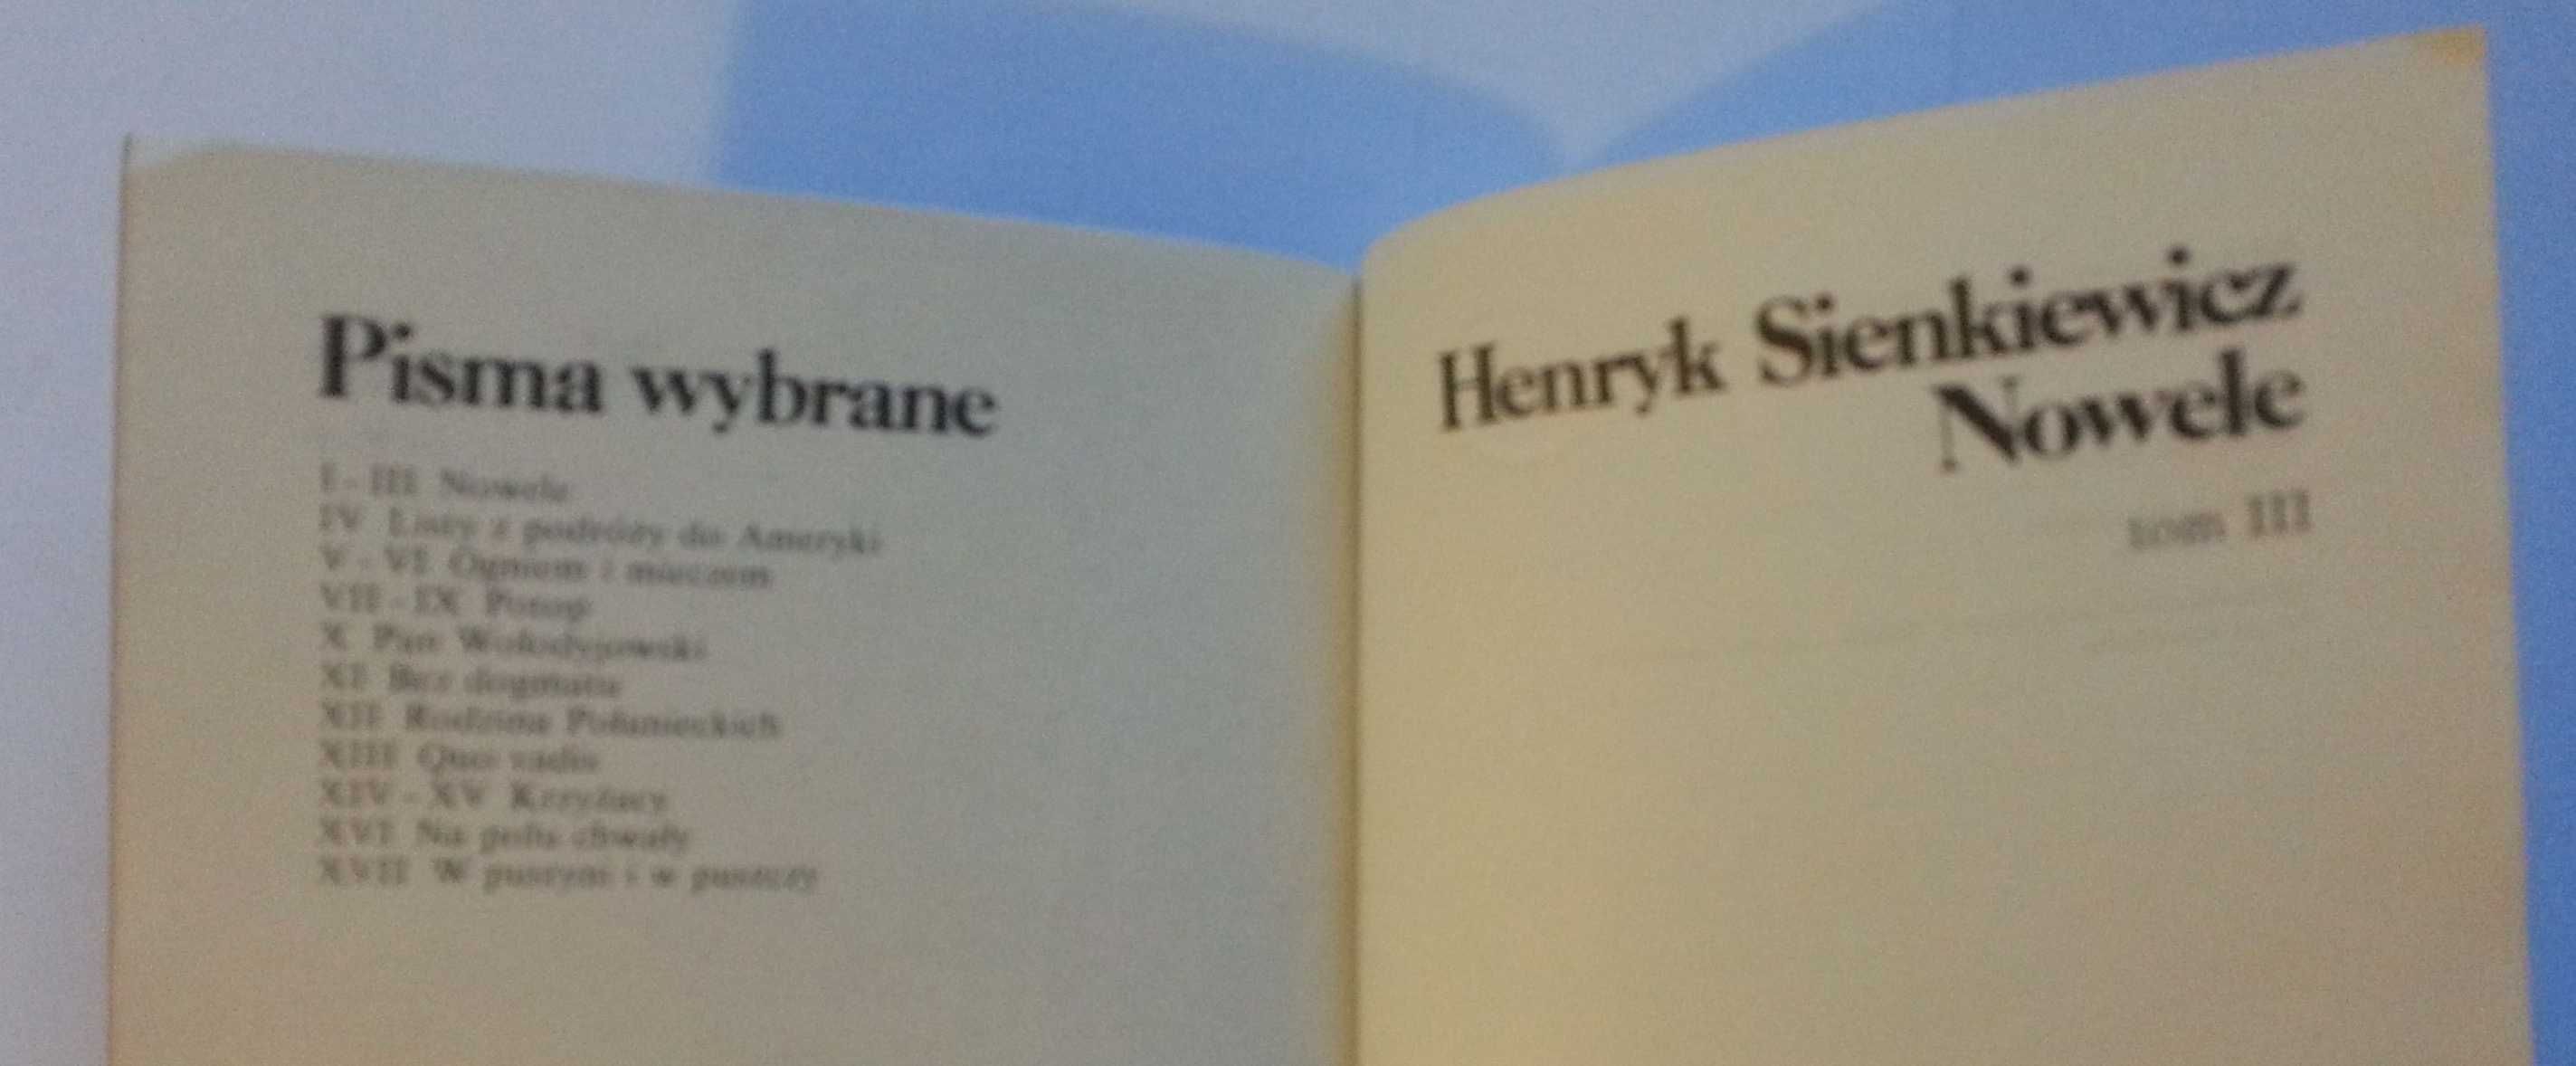 Pisma wybrane
I - III Nowele
IV Listy z podróży do Ameryki
V - VI Ogniem i mieczem
VII - IX Potop
X Pan Wołodyjowski
XI Bez dogmatu
XII Rodzina Połanieckich
XIII Quo vadis
XIV - XV Krzyżacy
XVI Na polu chwały
XVII W pustyni i w puszczy
Henryk Sienkiewicz
Nowele
tom III